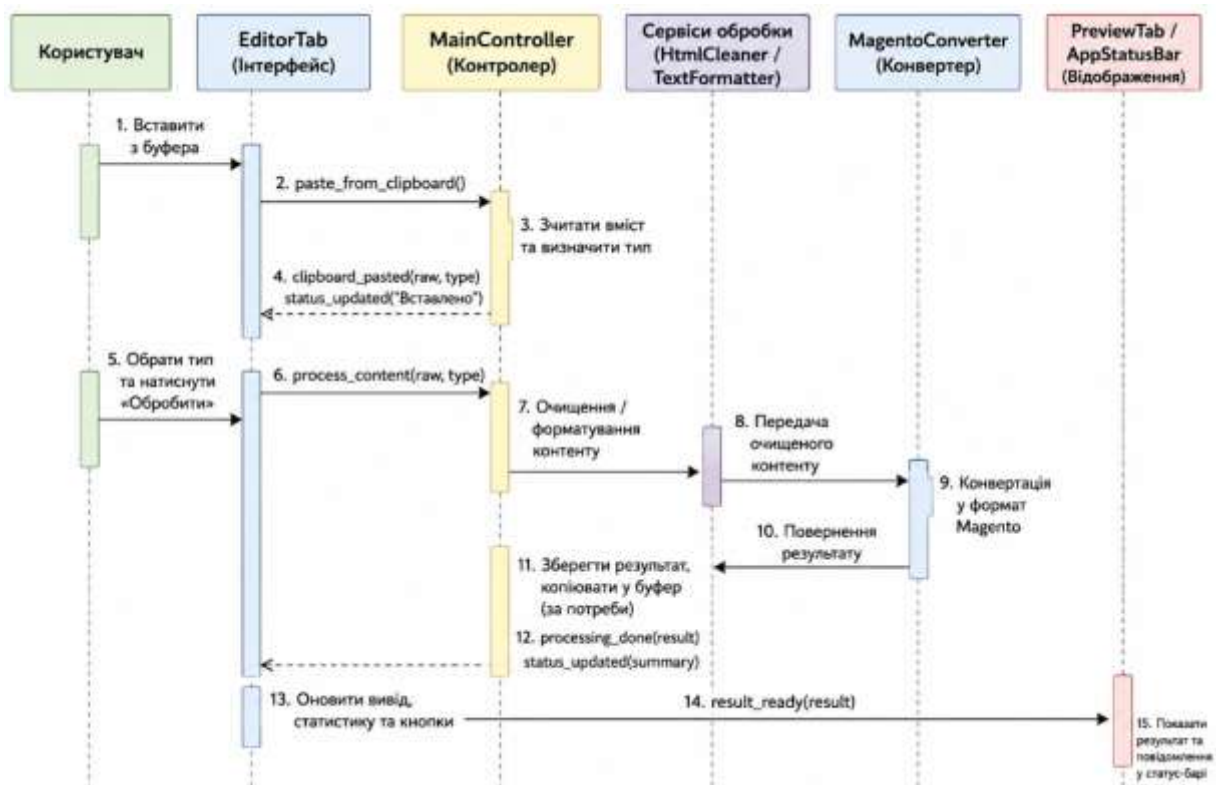 Користувач
EditorTab
(Інтерфейс)
MainController
(Контролер)
Сервіси обробки
(HtmlCleaner /
TextFormatter)
MagentoConverter
(Конвертер)
PreviewTab /
AppStatusBar
(Відображення)
1. Вставити
з буфера
2. paste_from_clipboard()
3. Зчитати вміст
та визначити тип
4. clipboard_pasted(raw, type)
status_updated("Вставлено")
5. Обрати тип
та натиснути
«Обробити»
6. process_content(raw, type)
7. Очищення /
форматування
контенту
8. Передача
очищеного
контенту
9. Конвертація
у формат
Magento
10. Повернення
результату
11. Зберегти результат,
копіювати у буфер
(за потреби)
12. processing_done(result)
status_updated(summary)
13. Оновити вивід,
статистику та кнопки
14. result_ready(result)
15. Показати
результат та
повідомлення
у статус-барі